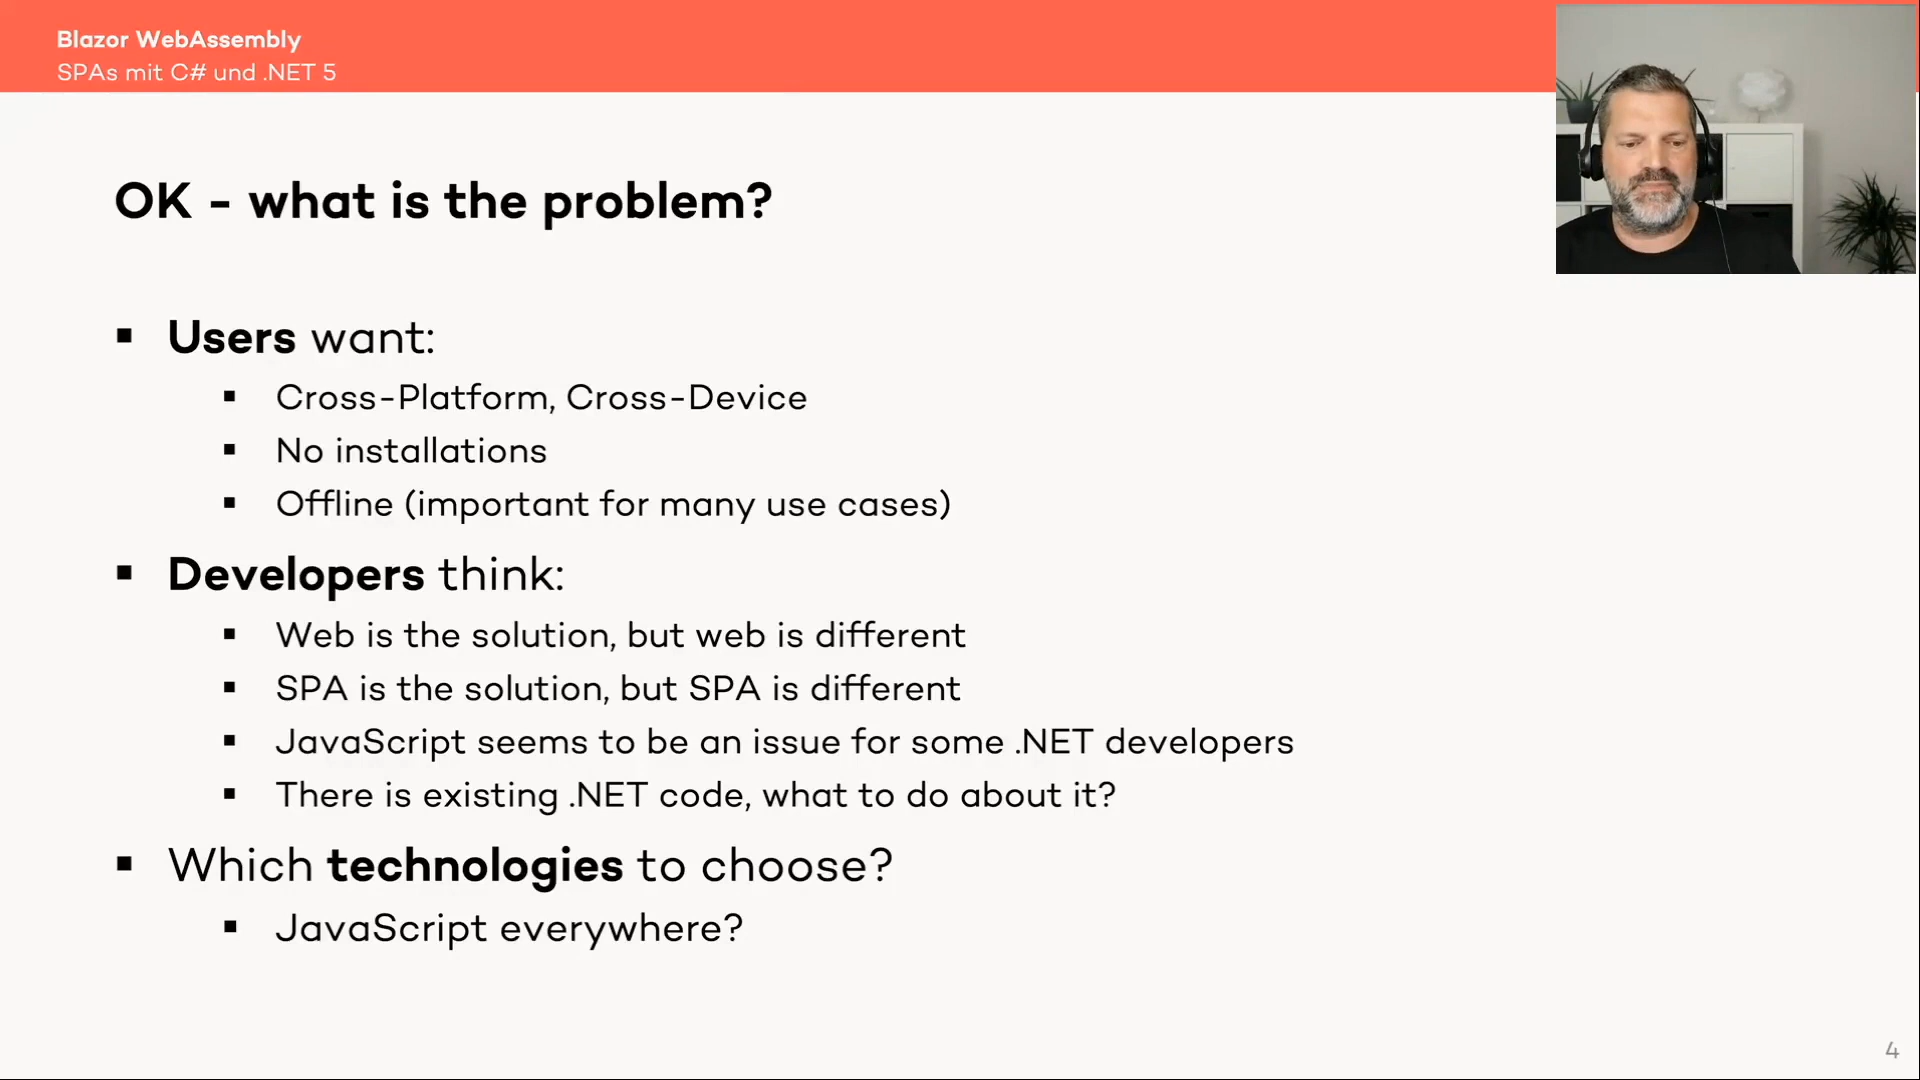 Blazor WebAssembly
SPAs mit C# und .NET 5
OK - what is the problem?
Users want:
Cross-Platform, Cross-Device
No installations
Offline (important for many use cases)
Developers think:
Web is the solution, but web is different
SPA is the solution, but SPA is different
JavaScript seems to be an issue for some .NET developers
There is existing .NET code, what to do about it?
Which technologies to choose?
JavaScript everywhere?
4